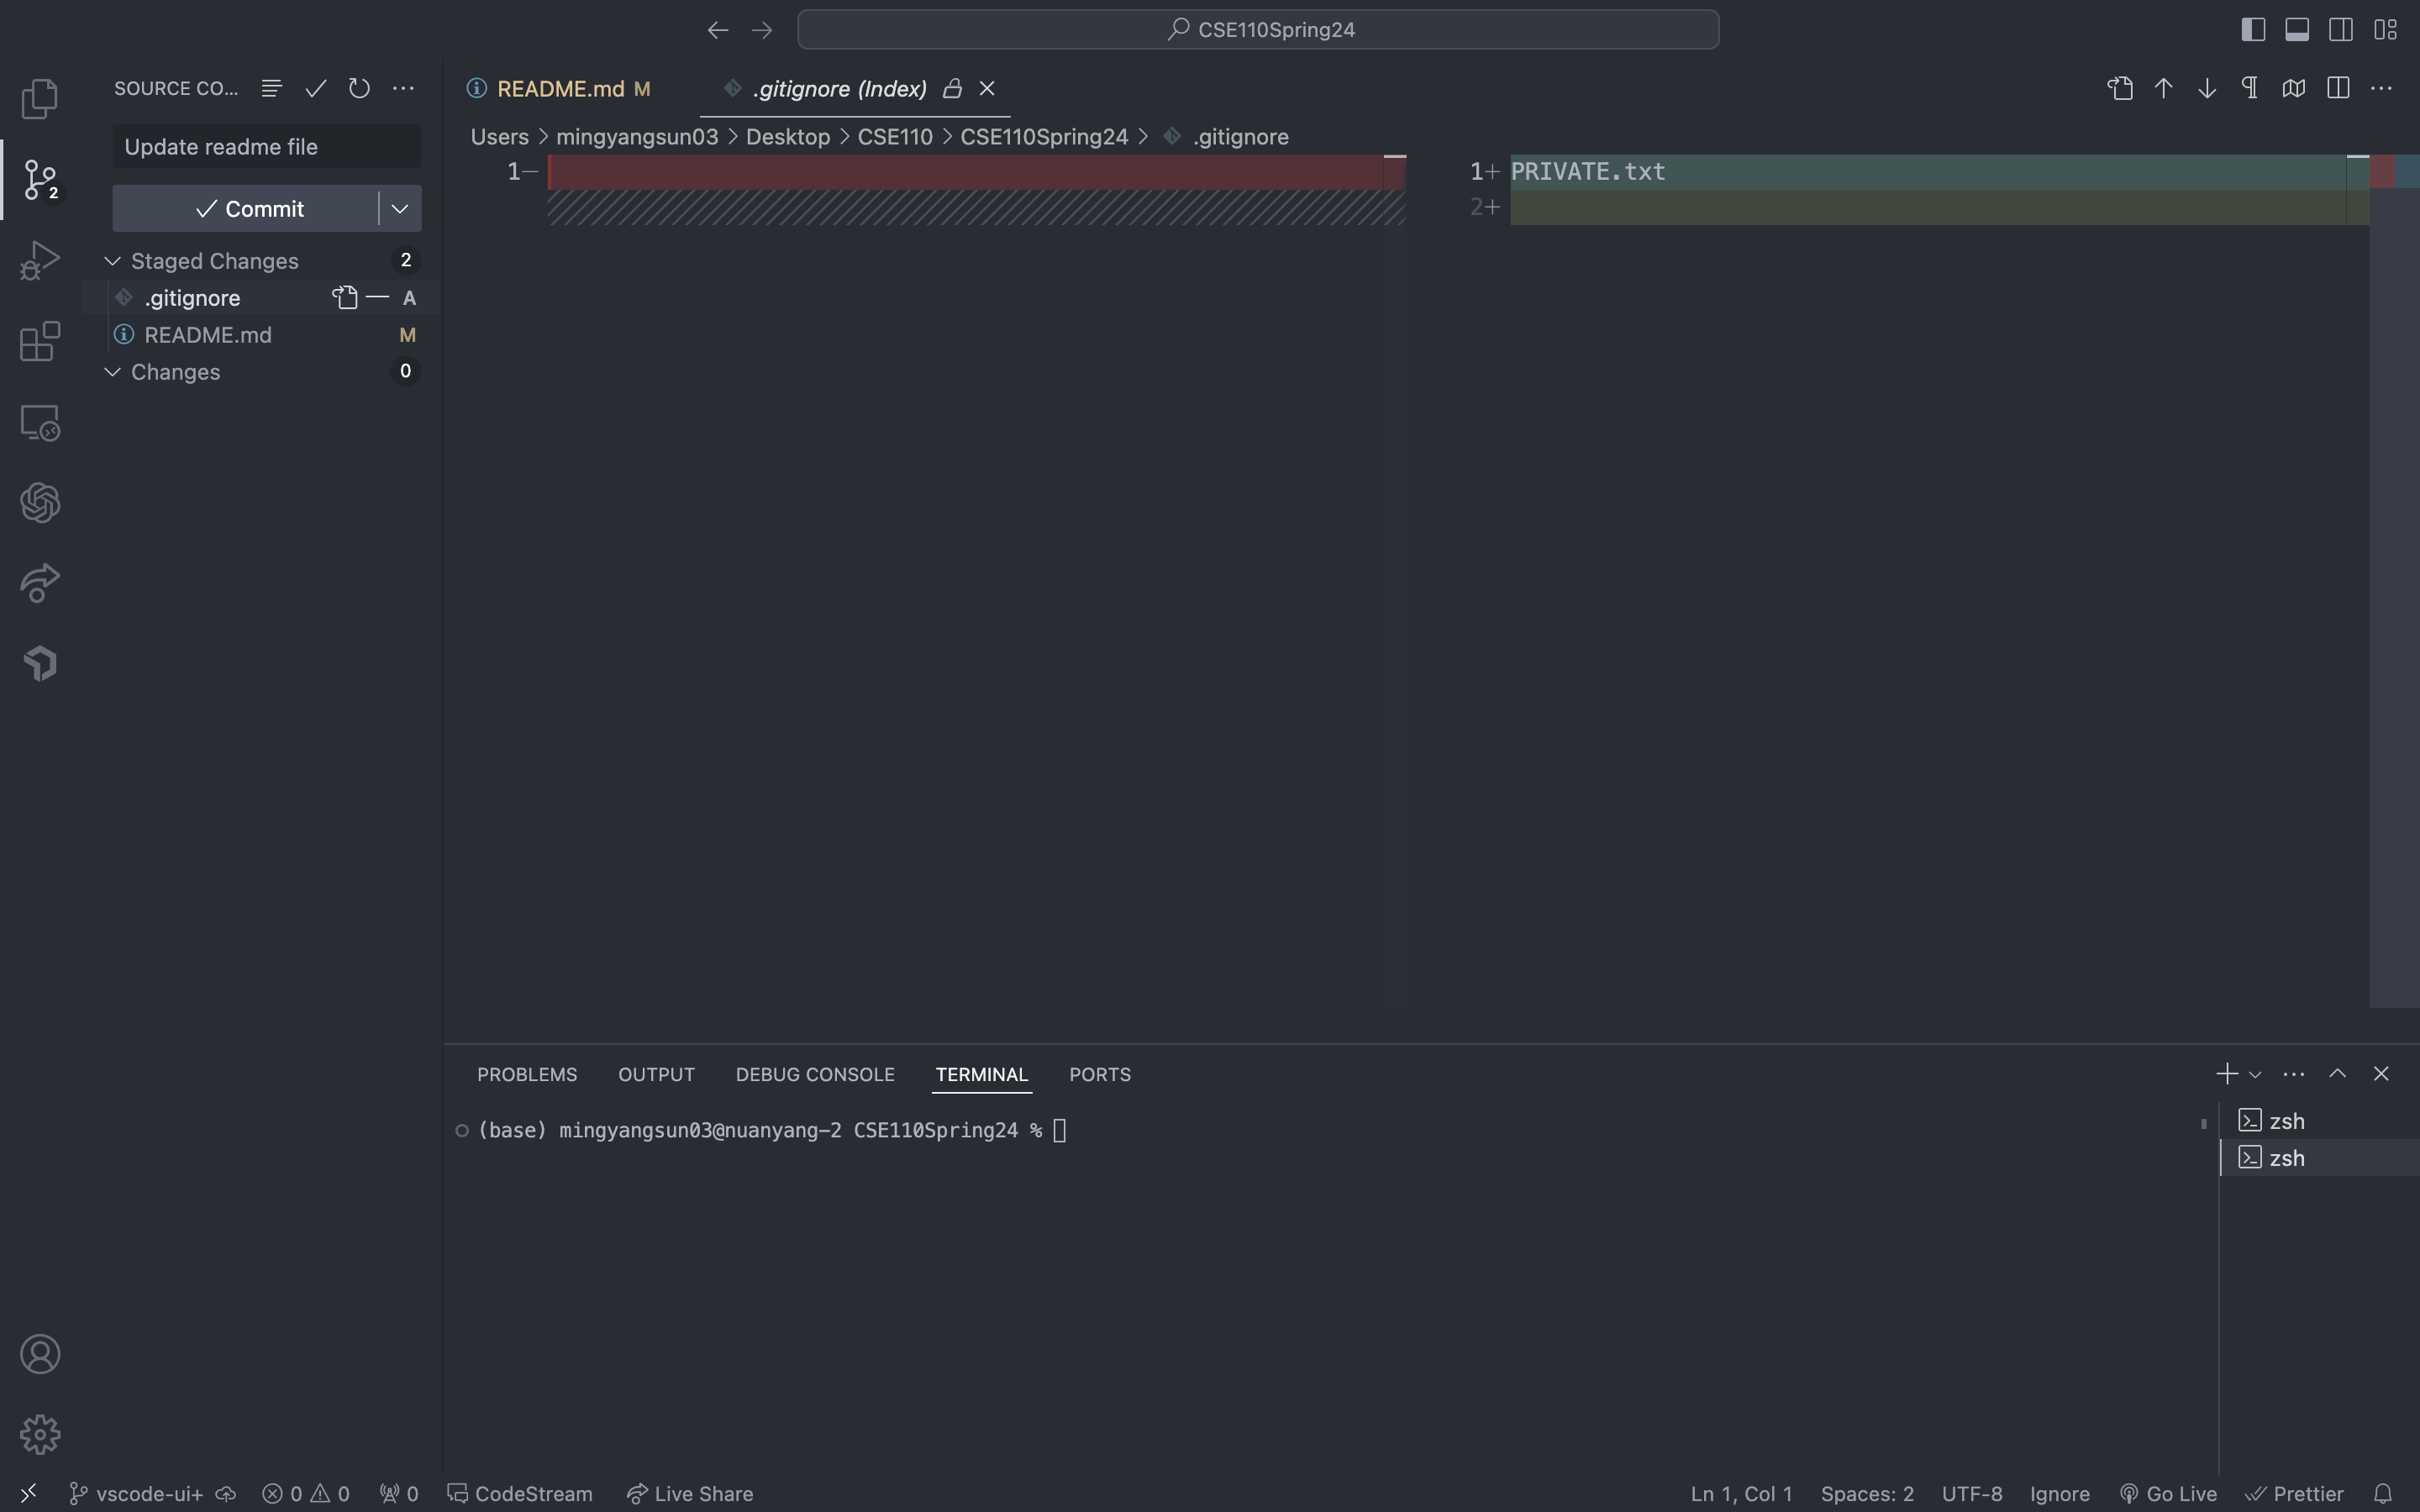 CSE110Spring24
SOURCE CO...
README.md M
.gitignore (Index)
Update readme file
Users > mingyangsun03 > Desktop > CSE110 > CSE110Spring24 > .gitignore
1—
1+ PRIVATE.txt
2+
2
Commit
Staged Changes 2
.gitignore A
README.md M
Changes 0
PROBLEMS OUTPUT DEBUG CONSOLE TERMINAL PORTS
(base) mingyangsun03@nuanyang-2 CSE110Spring24 %
zsh
zsh
vscode-ui+ 0 0 0 CodeStream Live Share Ln 1, Col 1 Spaces: 2 UTF-8 Ignore Go Live Prettier